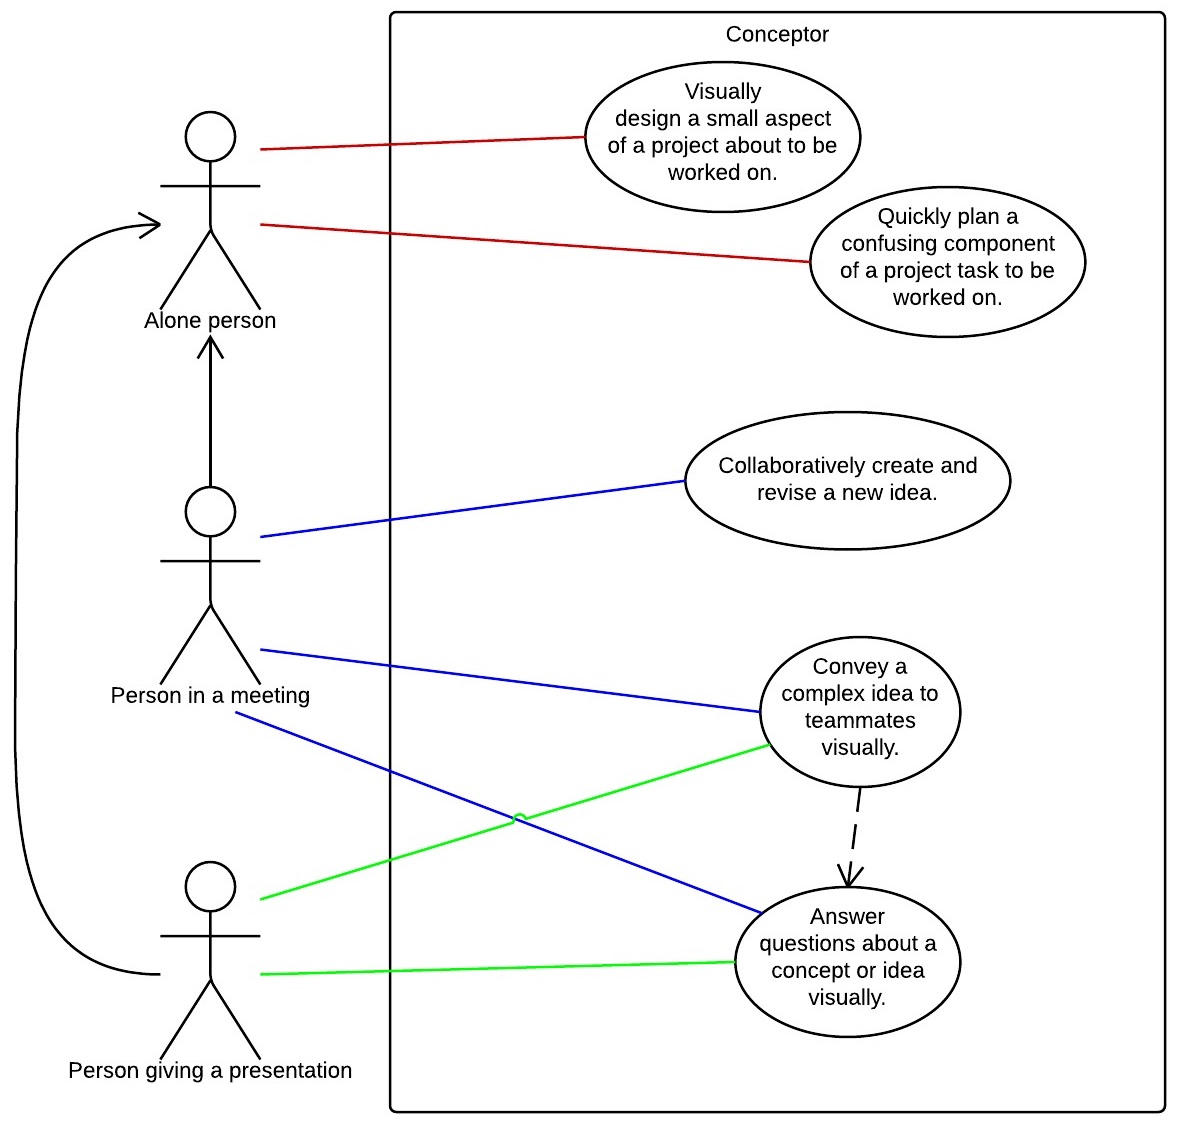 Conceptor
Visually
design a small aspect
of a project about to be
worked on.
Quickly plan a
confusing component
of a project task to be
worked on.
Alone person
Collaboratively create and
revise a new idea.
Convey a
complex idea to
teammates
visually.
Person in a meeting
Answer
questions about a
concept or idea
visually.
Person giving a presentation